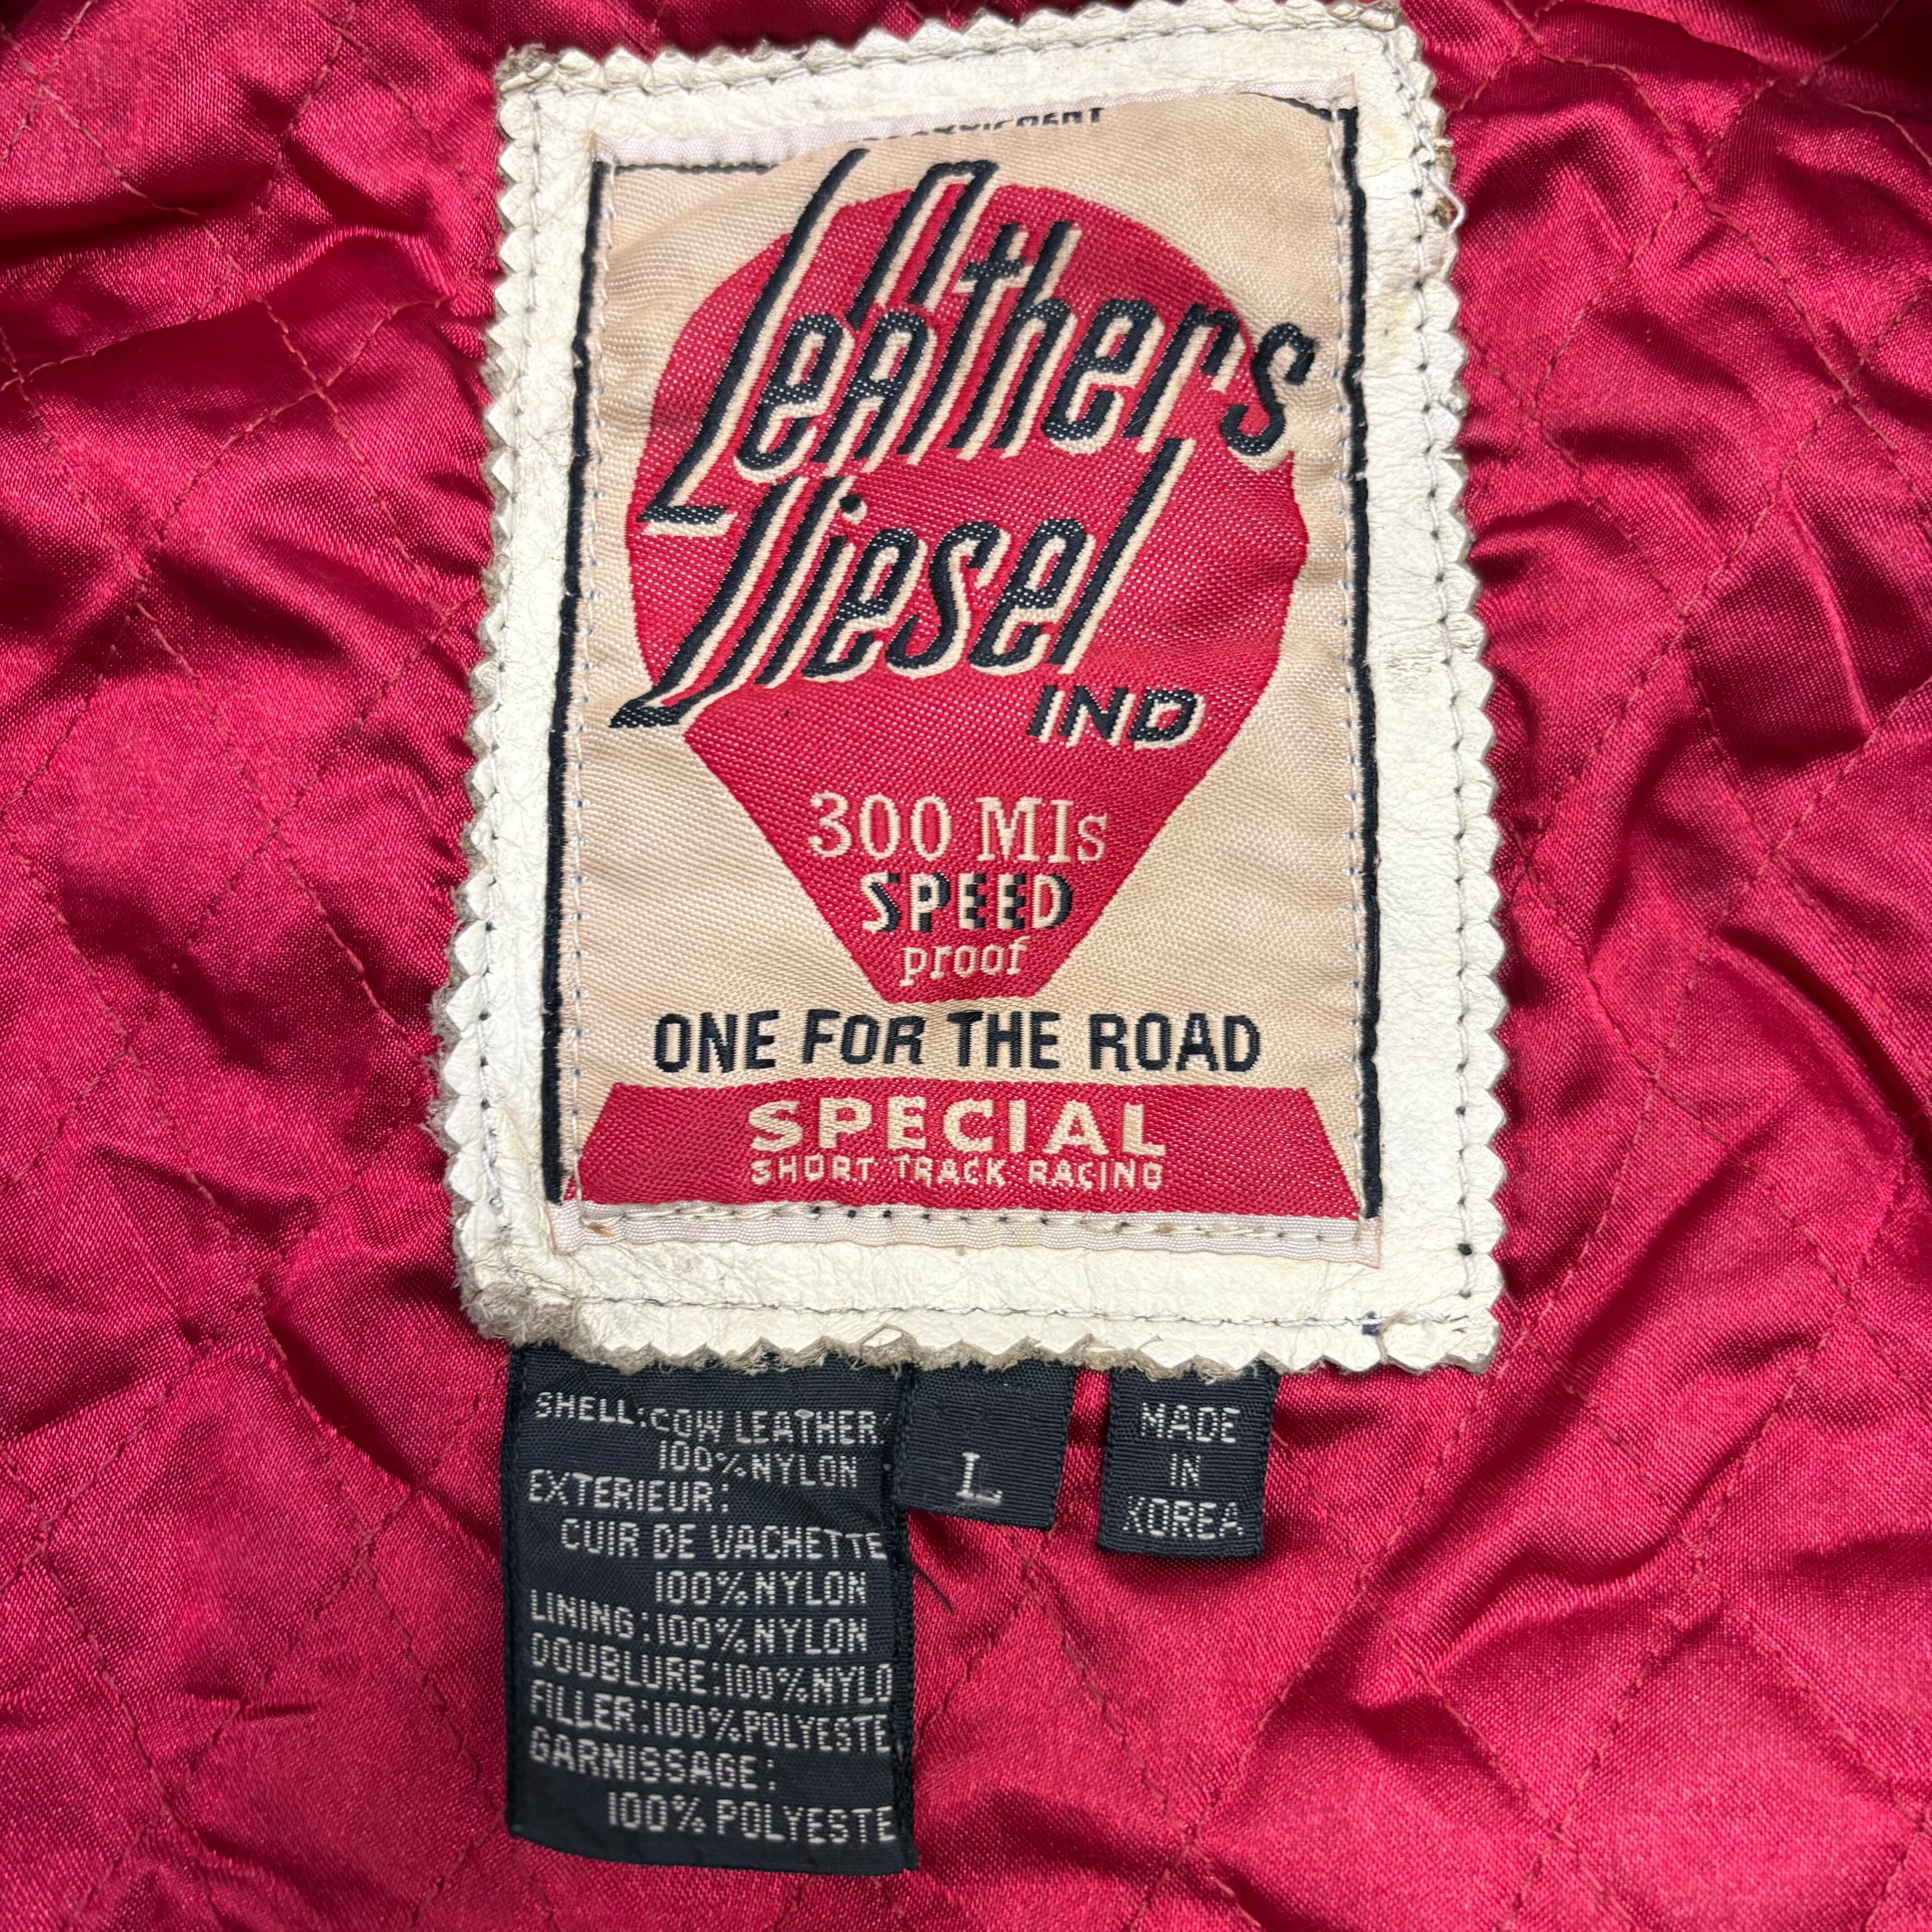 Leathers
Diesel
IND
300 MIs
SPEED
proof
ONE FOR THE ROAD
SPECIAL
SHORT TRACK RACING
SHELL:COW LEATHER
100%NYLON
EXTERIEUR:
CUIR DE VACHETTE
100%NYLON
LINING:100%NYLON
DOUBLURE:100%NYLO
FILLER:100%POLYESTE
GARNISSAGE:
100%POLYESTE
L
MADE
IN
KOREA